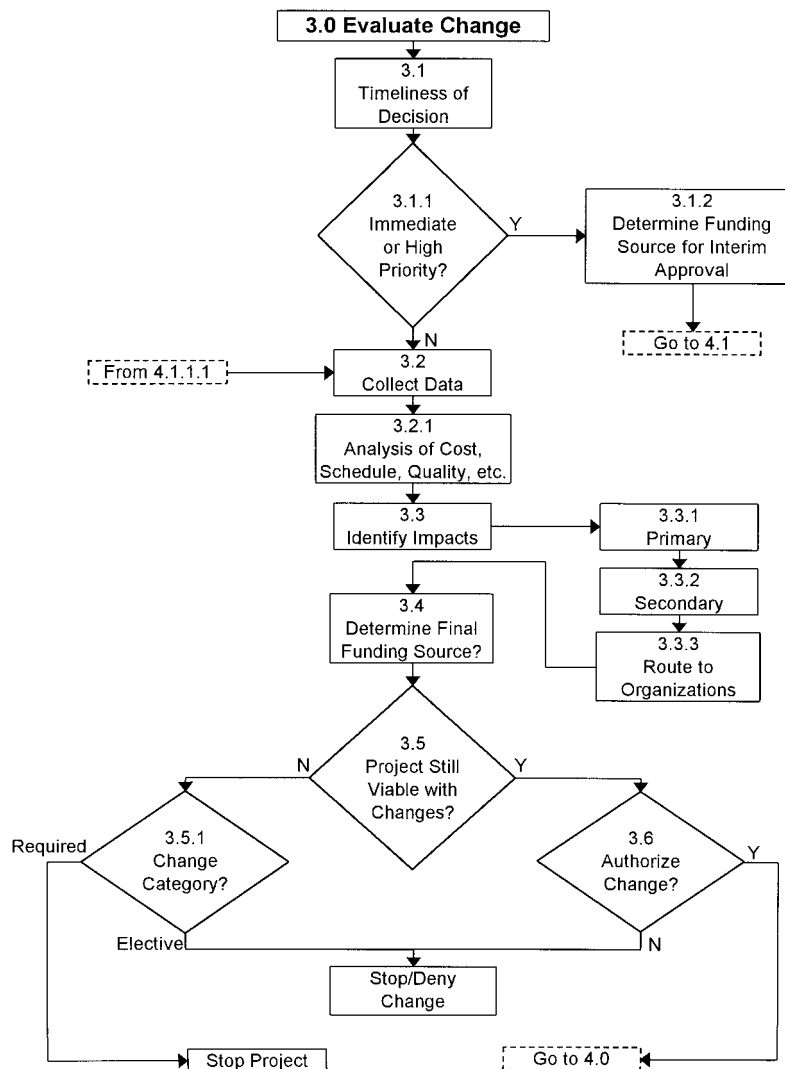 3.0 Evaluate Change
3.1
Timeliness of
Decision
3.1.1
Immediate
or High
Priority?
Y
3.1.2
Determine Funding
Source for Interim
Approval
N
Go to 4.1
From 4.1.1.1
3.2
Collect Data
3.2.1
Analysis of Cost,
Schedule, Quality, etc.
3.3
Identify Impacts
3.3.1
Primary
3.3.2
Secondary
3.3.3
Route to
Organizations
3.4
Determine Final
Funding Source?
3.5
Project Still
Viable with
Changes?
N
Y
3.5.1
Change
Category?
Required
Elective
3.6
Authorize
Change?
Y
N
Stop/Deny
Change
Stop Project
Go to 4.0